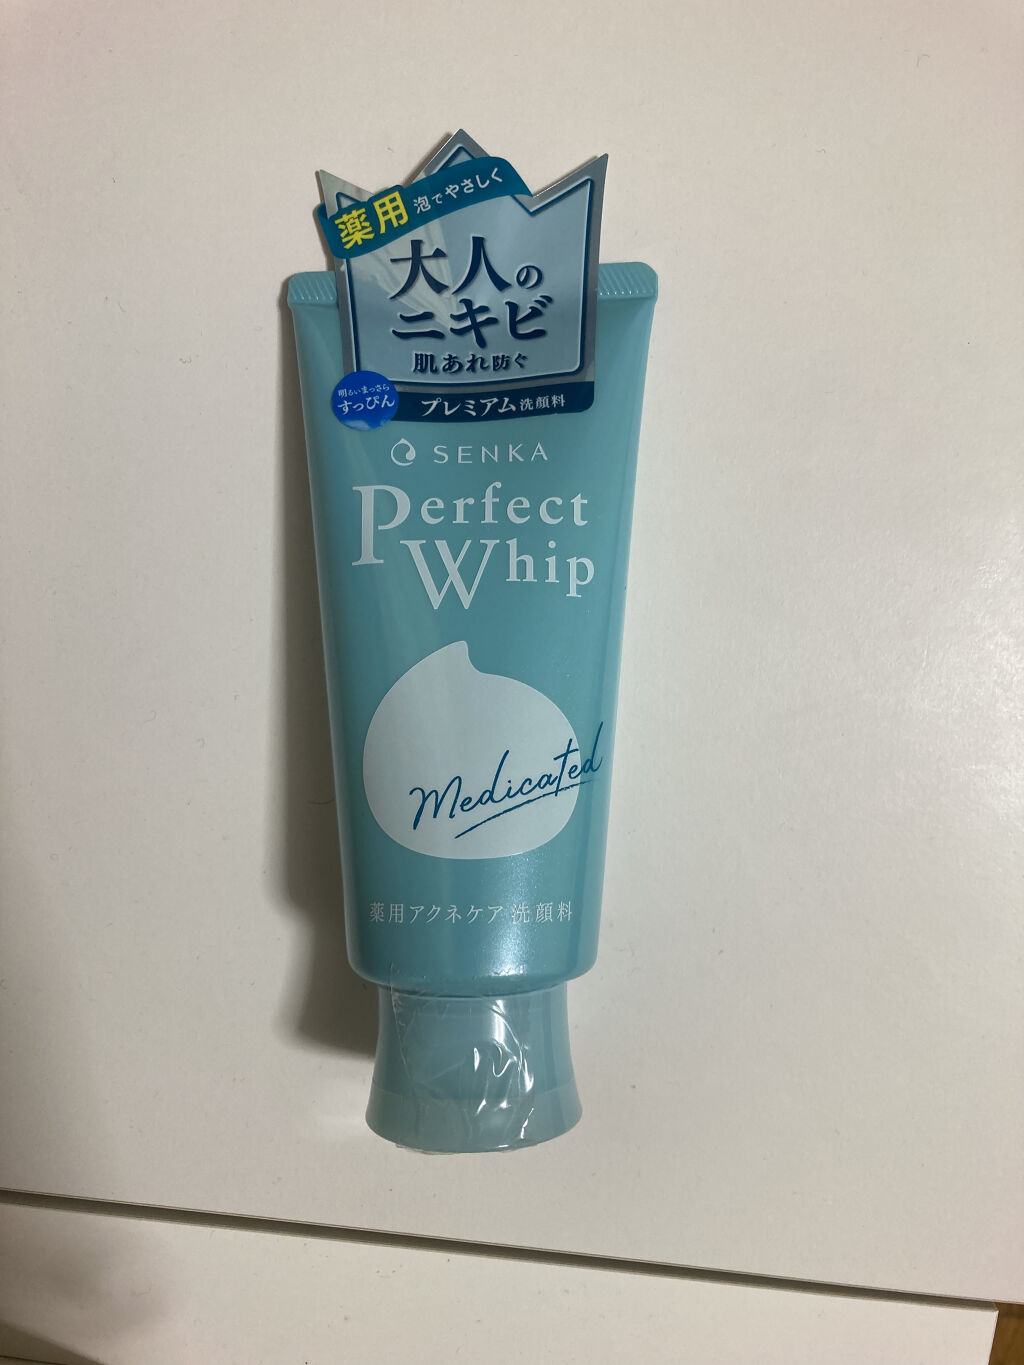 薬用 泡でやさしく
大人の
ニキビ
肌あれ防ぐ
明るいまっさら
すっぴん
プレミアム洗顔料
SENKA
Perfect
Whip
Medicated
薬用アクネケア 洗顔料